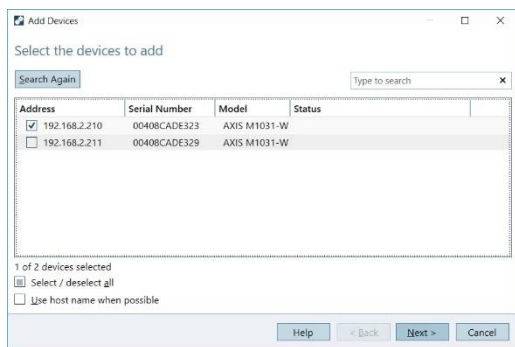 Add Devices
Select the devices to add
Search Again
Type to search
Address Serial Number Model Status
192.168.2.210 00408CADE323 AXIS M1031-W
192.168.2.211 00408CADE329 AXIS M1031-W
1 of 2 devices selected
Select / deselect all
Use host name when possible
Help < Back Next > Cancel